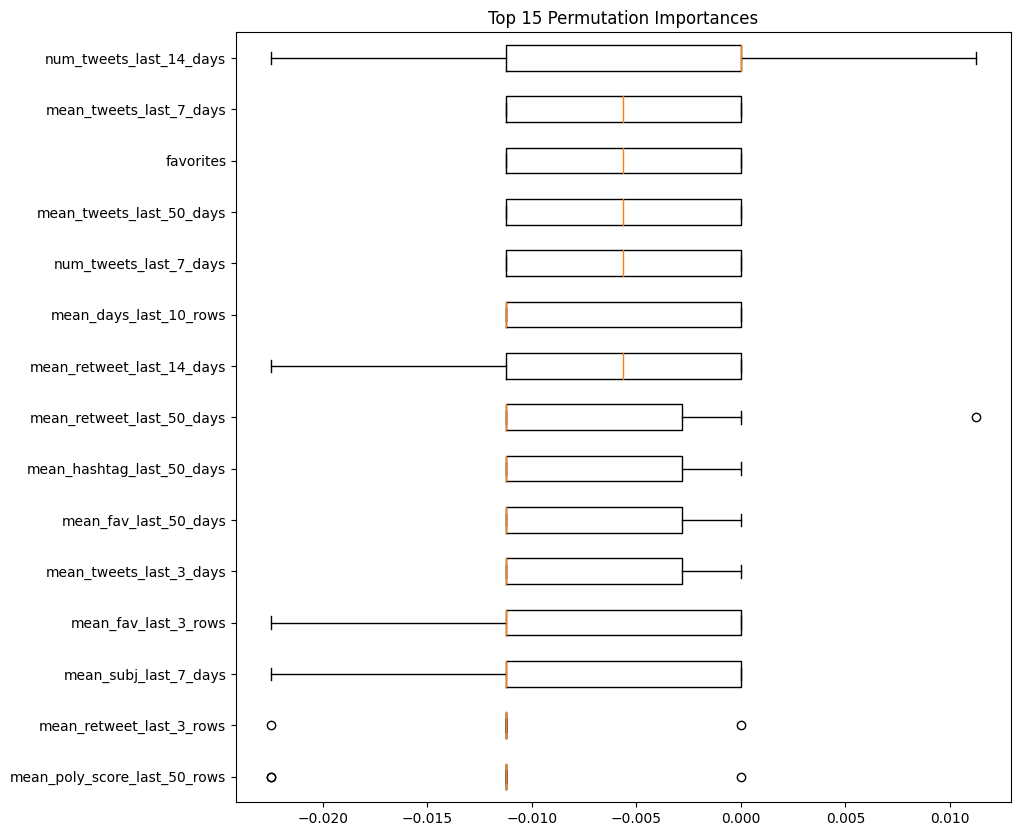 Top 15 Permutation Importances
num_tweets_last_14_days
mean_tweets_last_7_days
favorites
mean_tweets_last_50_days
num_tweets_last_7_days
mean_days_last_10_rows
mean_retweet_last_14_days
mean_retweet_last_50_days
mean_hashtag_last_50_days
mean_fav_last_50_days
mean_tweets_last_3_days
mean_fav_last_3_rows
mean_subj_last_7_days
mean_retweet_last_3_rows
mean_poly_score_last_50_rows
−0.020 −0.015 −0.010 −0.005 0.000 0.005 0.010